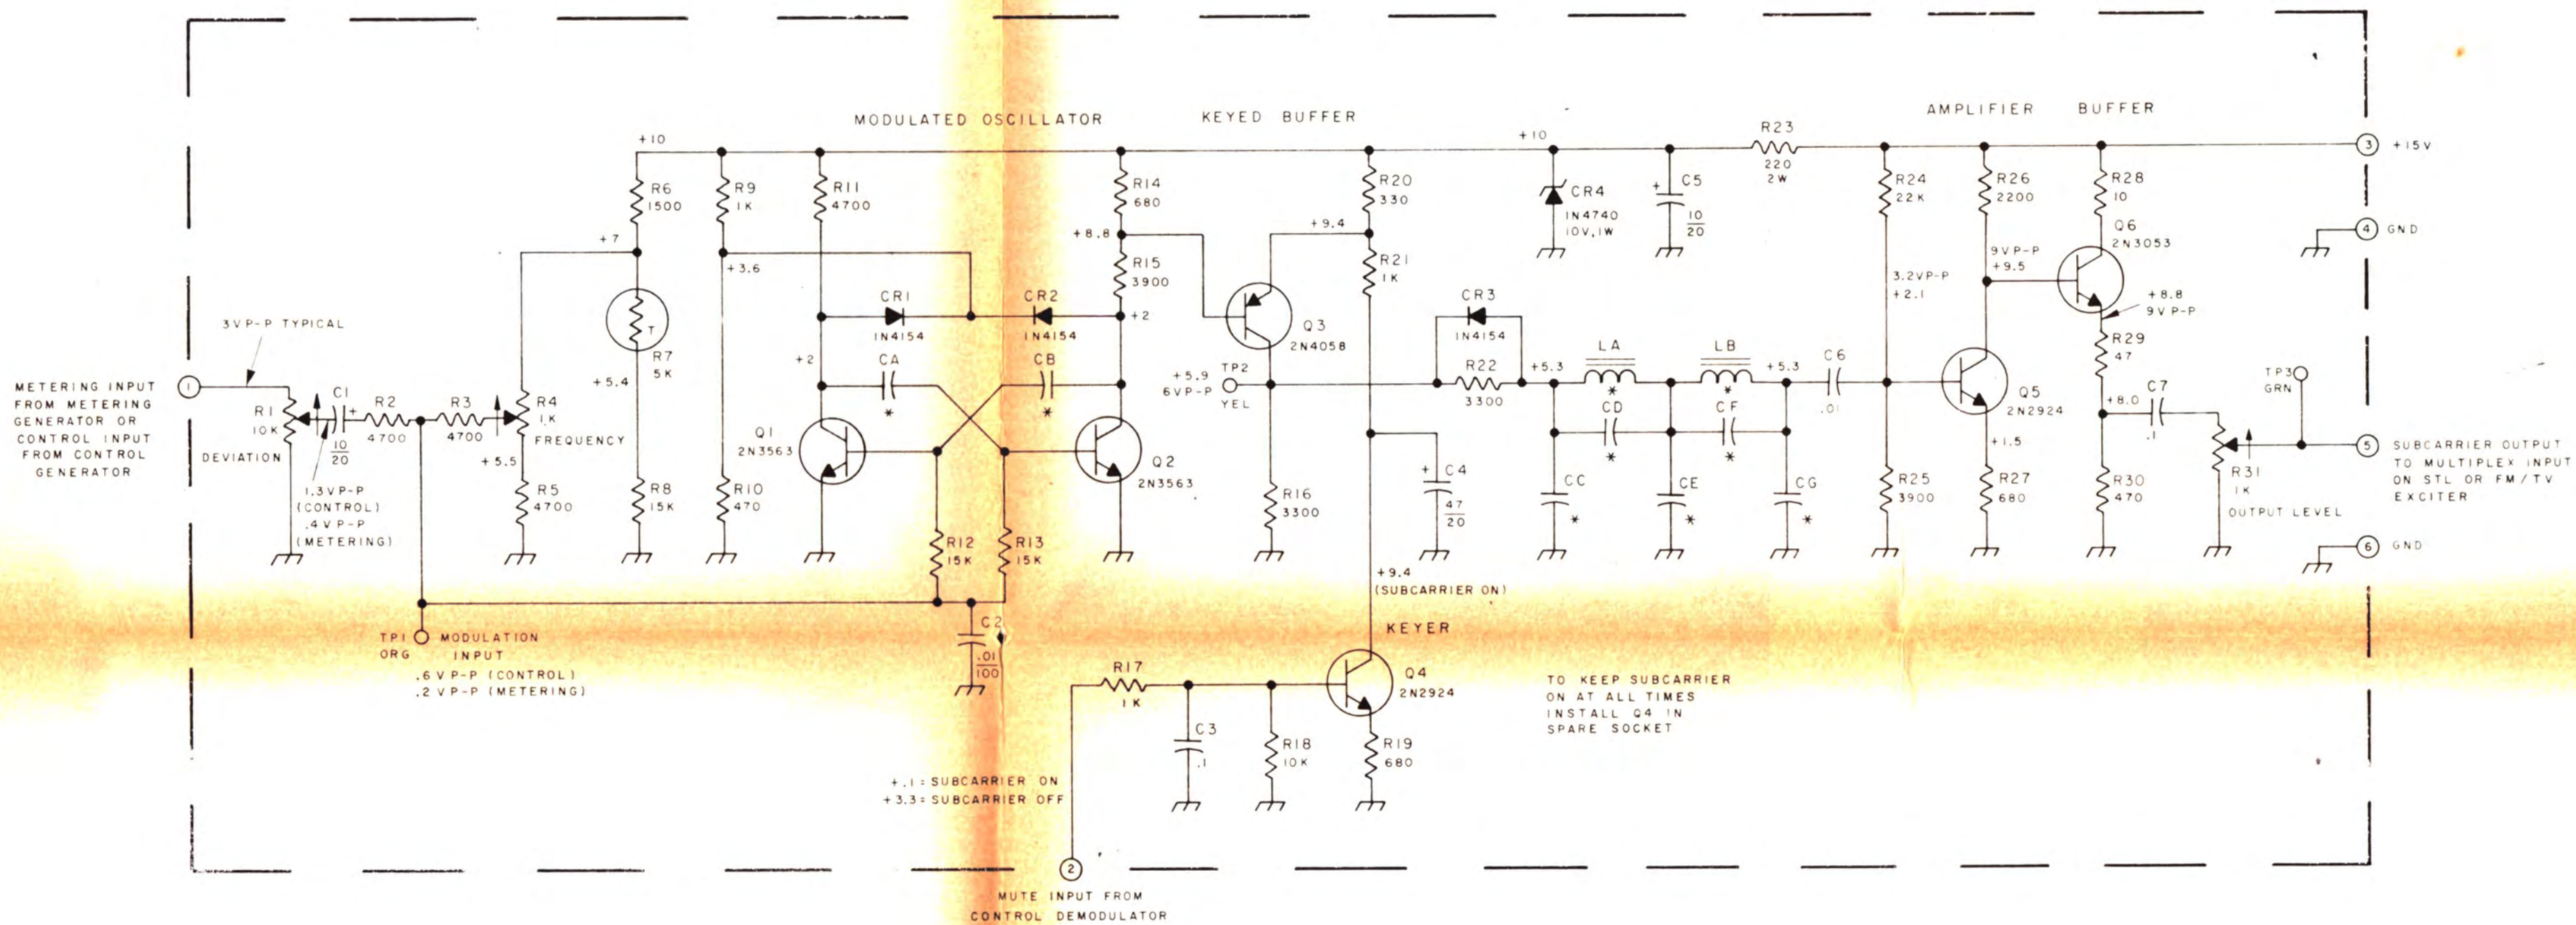 MODULATED OSCILLATOR
KEYED BUFFER
AMPLIFIER BUFFER
METERING INPUT
FROM METERING
GENERATOR OR
CONTROL INPUT
FROM CONTROL
GENERATOR
1
3VP-P TYPICAL
R1
10K
DEVIATION
C1
+
10
20
1.3VP-P
(CONTROL)
.4VP-P
(METERING)
R2
4700
R3
4700
R4
1K
FREQUENCY
+5.5
R5
4700
TP1
ORG
MODULATION
INPUT
.6VP-P (CONTROL)
.2VP-P (METERING)
+10
R6
1500
+7
T
R7
5K
+5.4
R8
15K
R9
1K
+3.6
R10
470
R11
4700
CR1
1N4154
CR2
1N4154
+2
CA
*
CB
*
Q1
2N3563
R12
15K
R13
15K
C2
.01
100
R14
680
+8.8
R15
3900
+2
Q2
2N3563
Q3
2N4058
+9.4
R20
330
R21
1K
+5.9
6VP-P
TP2
YEL
R16
3300
CR3
1N4154
R22
3300
C4
+
47
20
+9.4
(SUBCARRIER ON)
KEYER
Q4
2N2924
R17
1K
C3
.1
R18
10K
R19
680
+.1=SUBCARRIER ON
+3.3=SUBCARRIER OFF
2
MUTE INPUT FROM
CONTROL DEMODULATOR
TO KEEP SUBCARRIER
ON AT ALL TIMES
INSTALL Q4 IN
SPARE SOCKET
+10
CR4
1N4740
10V,1W
+
C5
10
20
R23
220
2W
+5.3
LA
*
LB
*
+5.3
CD
*
CF
*
CC
*
CE
*
CG
*
C6
.01
R24
22K
3.2VP-P
+2.1
R25
3900
R26
2200
9VP-P
+9.5
Q5
2N2924
+1.5
R27
680
R28
10
Q6
2N3053
+8.8
9VP-P
R29
47
+8.0
C7
.1
R30
470
R31
1K
OUTPUT LEVEL
TP3
GRN
3
+15V
4
GND
5
SUBCARRIER OUTPUT
TO MULTIPLEX INPUT
ON STL OR FM/TV
EXCITER
6
GND